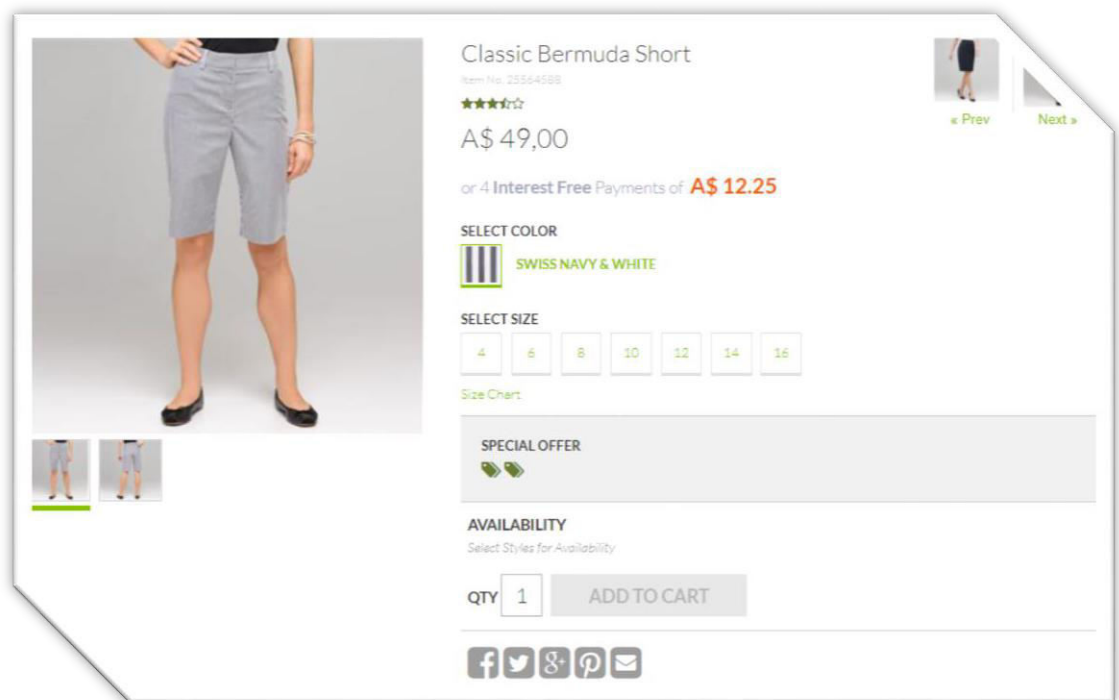 Classic Bermuda Short
Item No. 25564588
A$ 49,00
« Prev
Next »
or 4 Interest Free Payments of A$ 12.25
SELECT COLOR
SWISS NAVY & WHITE
SELECT SIZE
4 6 8 10 12 14 16
Size Chart
SPECIAL OFFER
AVAILABILITY
Select Styles for Availability
QTY 1 ADD TO CART